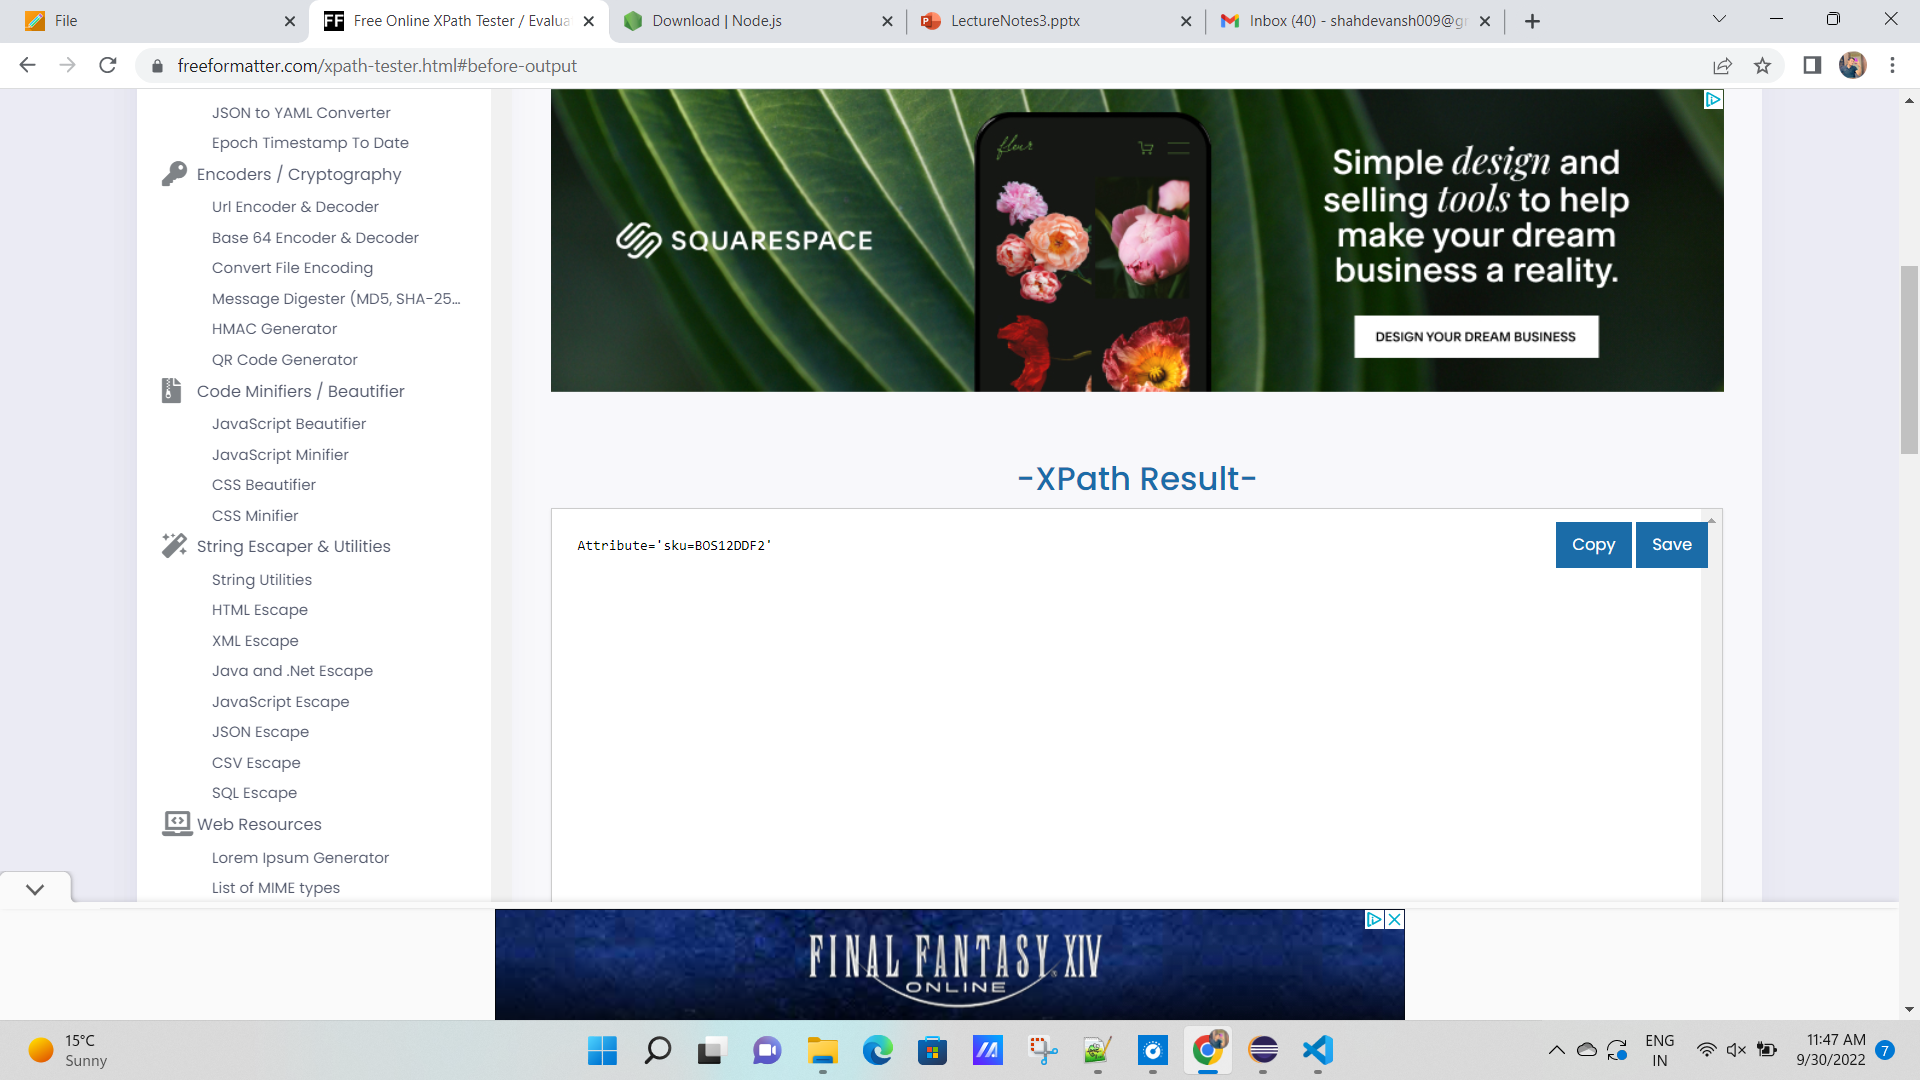 File
Free Online XPath Tester / Evalua
Download | Node.js
LectureNotes3.pptx
Inbox (40) - shahdevansh009@gm
freeformatter.com/xpath-tester.html#before-output
JSON to YAML Converter
Epoch Timestamp To Date
Encoders / Cryptography
Url Encoder & Decoder
Base 64 Encoder & Decoder
Convert File Encoding
Message Digester (MD5, SHA-25...
HMAC Generator
QR Code Generator
Code Minifiers / Beautifier
JavaScript Beautifier
JavaScript Minifier
CSS Beautifier
CSS Minifier
String Escaper & Utilities
String Utilities
HTML Escape
XML Escape
Java and .Net Escape
JavaScript Escape
JSON Escape
CSV Escape
SQL Escape
Web Resources
Lorem Ipsum Generator
List of MIME types
SQUARESPACE
fleur
Simple design and
selling tools to help
make your dream
business a reality.
DESIGN YOUR DREAM BUSINESS
-XPath Result-
Attribute='sku=BOS12DDF2'
Copy
Save
FINAL FANTASY XIV
ONLINE
15°C
Sunny
ENG
IN
11:47 AM
9/30/2022
7